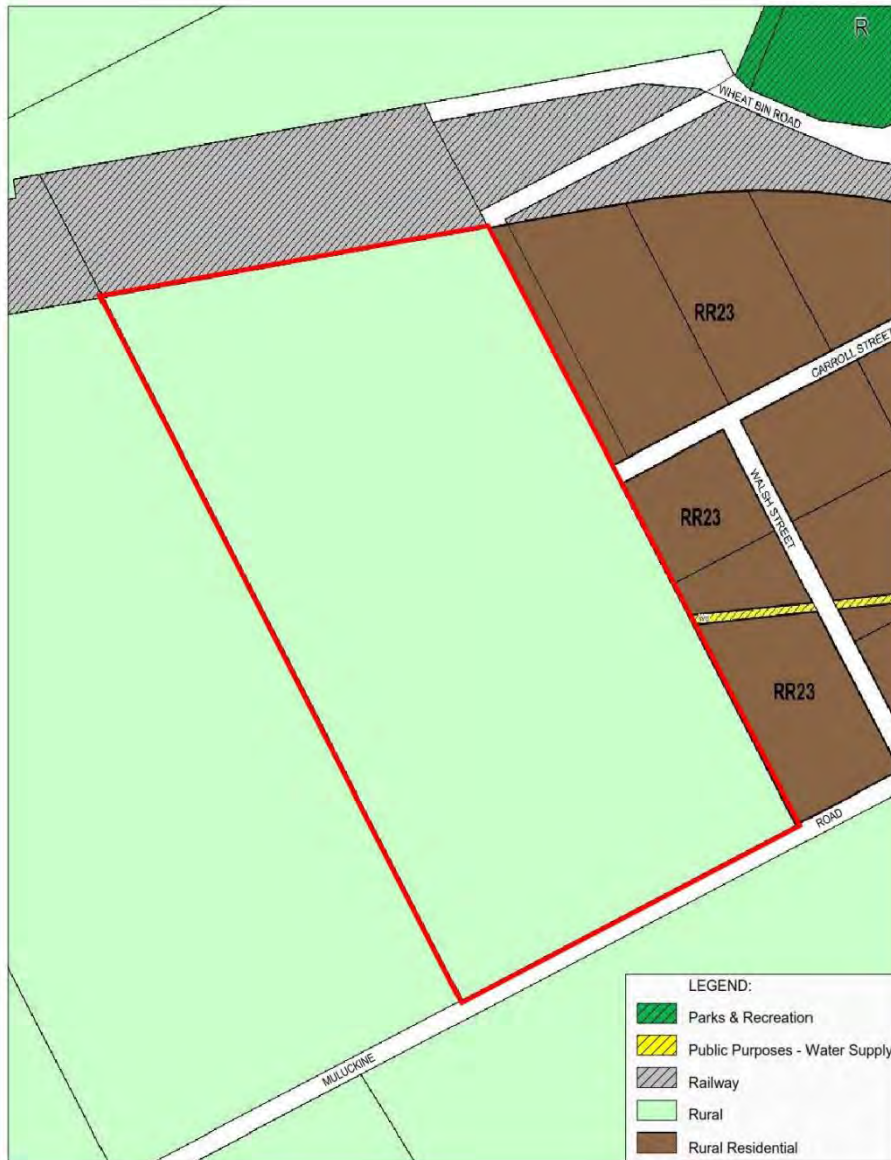 R
WHEAT BIN ROAD
RR23
CARROLL STREET
RR23
WALSH STREET
RR23
ROAD
MULUCKINE
LEGEND:
Parks & Recreation
Public Purposes - Water Supply
Railway
Rural
Rural Residential